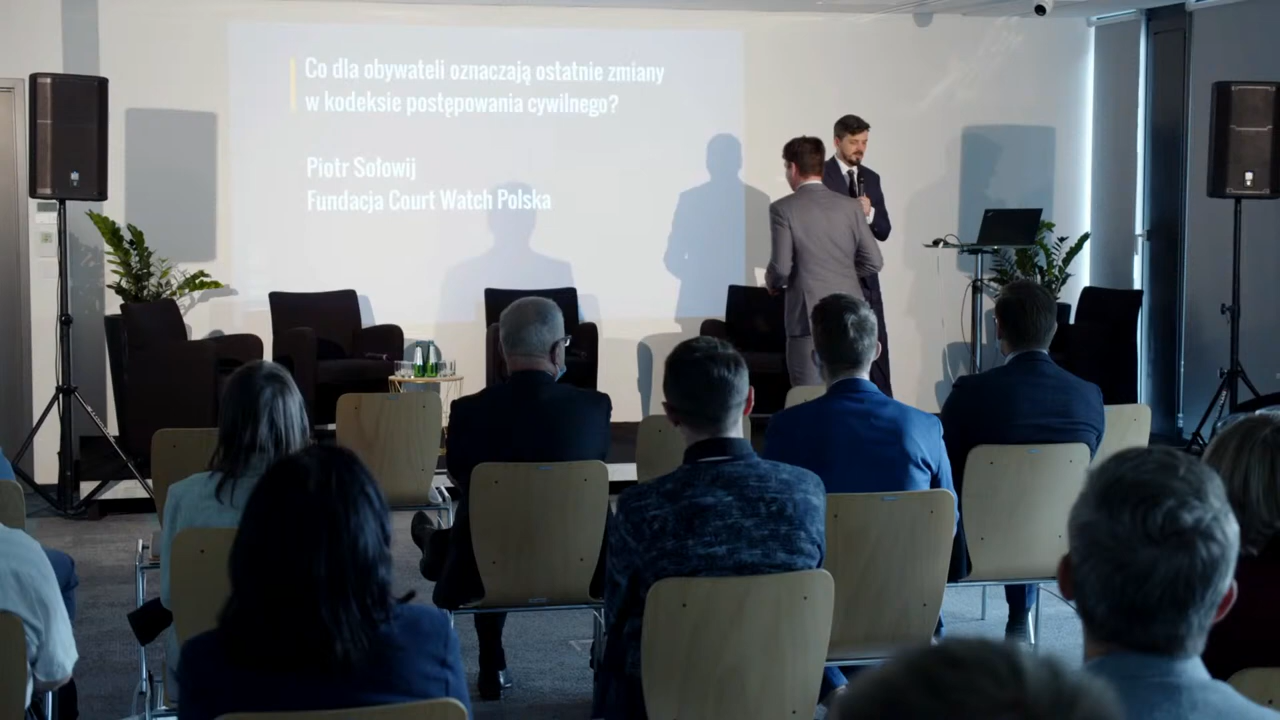 Co dla obywateli oznaczają ostatnie zmiany
w kodeksie postępowania cywilnego?
Piotr Sołowij
Fundacja Court Watch Polska